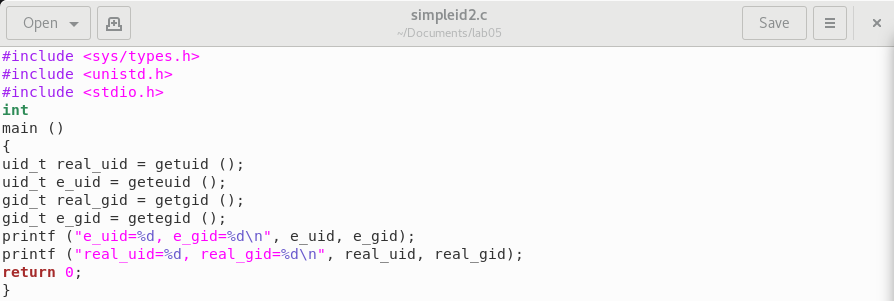 Open
simpleid2.c
~/Documents/lab05
Save
#include <sys/types.h>
#include <unistd.h>
#include <stdio.h>
int
main ()
{
uid_t real_uid = getuid ();
uid_t e_uid = geteuid ();
gid_t real_gid = getgid ();
gid_t e_gid = getegid ();
printf ("e_uid=%d, e_gid=%d\n", e_uid, e_gid);
printf ("real_uid=%d, real_gid=%d\n", real_uid, real_gid);
return 0;
}